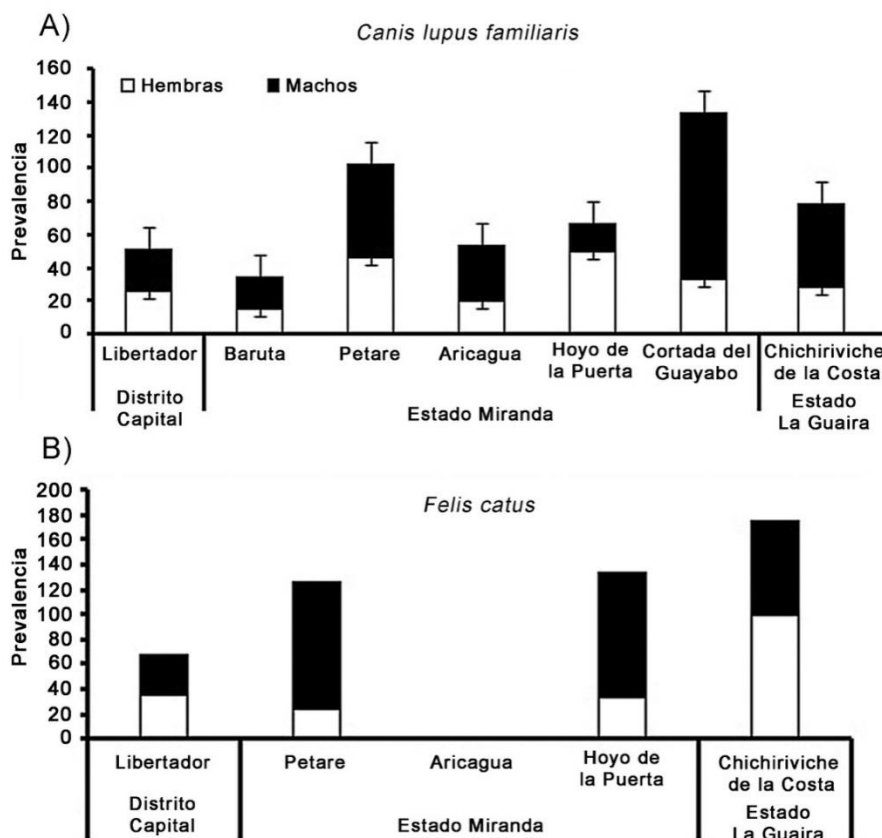 A)
Canis lupus familiaris
Hembras Machos
Prevalencia
160
140
120
100
80
60
40
20
0
Libertador Baruta Petare Aricagua Hoyo de la Puerta Cortada del Guayabo Chichiriviche de la Costa
Distrito Capital Estado Miranda Estado La Guaira
B)
Felis catus
Prevalencia
200
180
160
140
120
100
80
60
40
20
0
Libertador Petare Aricagua Hoyo de la Puerta Chichiriviche de la Costa
Distrito Capital Estado Miranda Estado La Guaira